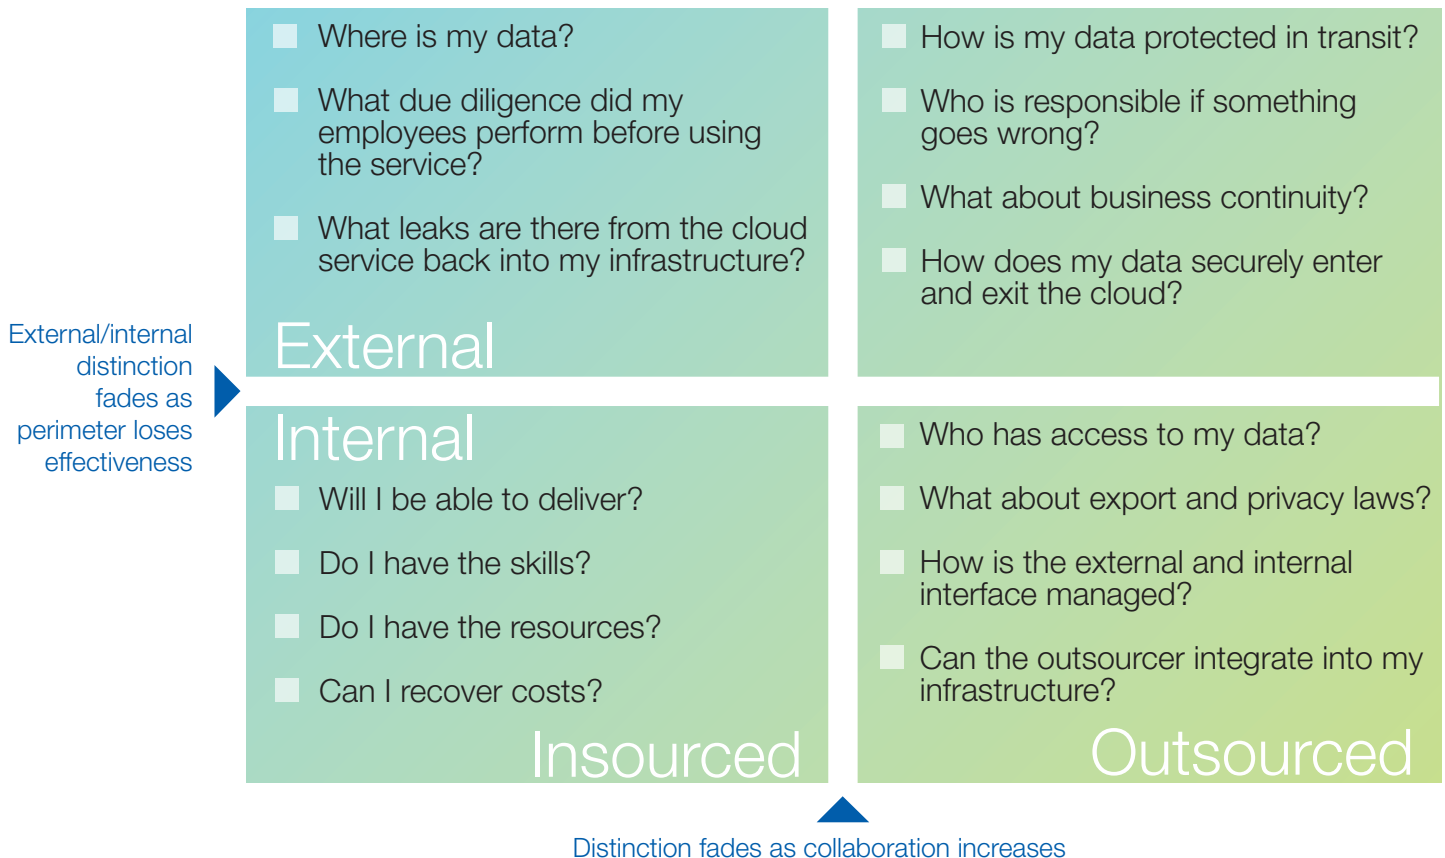 Where is my data?
What due diligence did my
employees perform before using
the service?
What leaks are there from the cloud
service back into my infrastructure?
External
How is my data protected in transit?
Who is responsible if something
goes wrong?
What about business continuity?
How does my data securely enter
and exit the cloud?
External/internal
distinction
fades as
perimeter loses
effectiveness
Internal
Will I be able to deliver?
Do I have the skills?
Do I have the resources?
Can I recover costs?
Insourced
Who has access to my data?
What about export and privacy laws?
How is the external and internal
interface managed?
Can the outsourcer integrate into my
infrastructure?
Outsourced
Distinction fades as collaboration increases